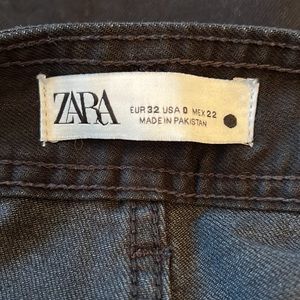 ZARA
EUR 32 USA 0 MEX 22
MADE IN PAKISTAN